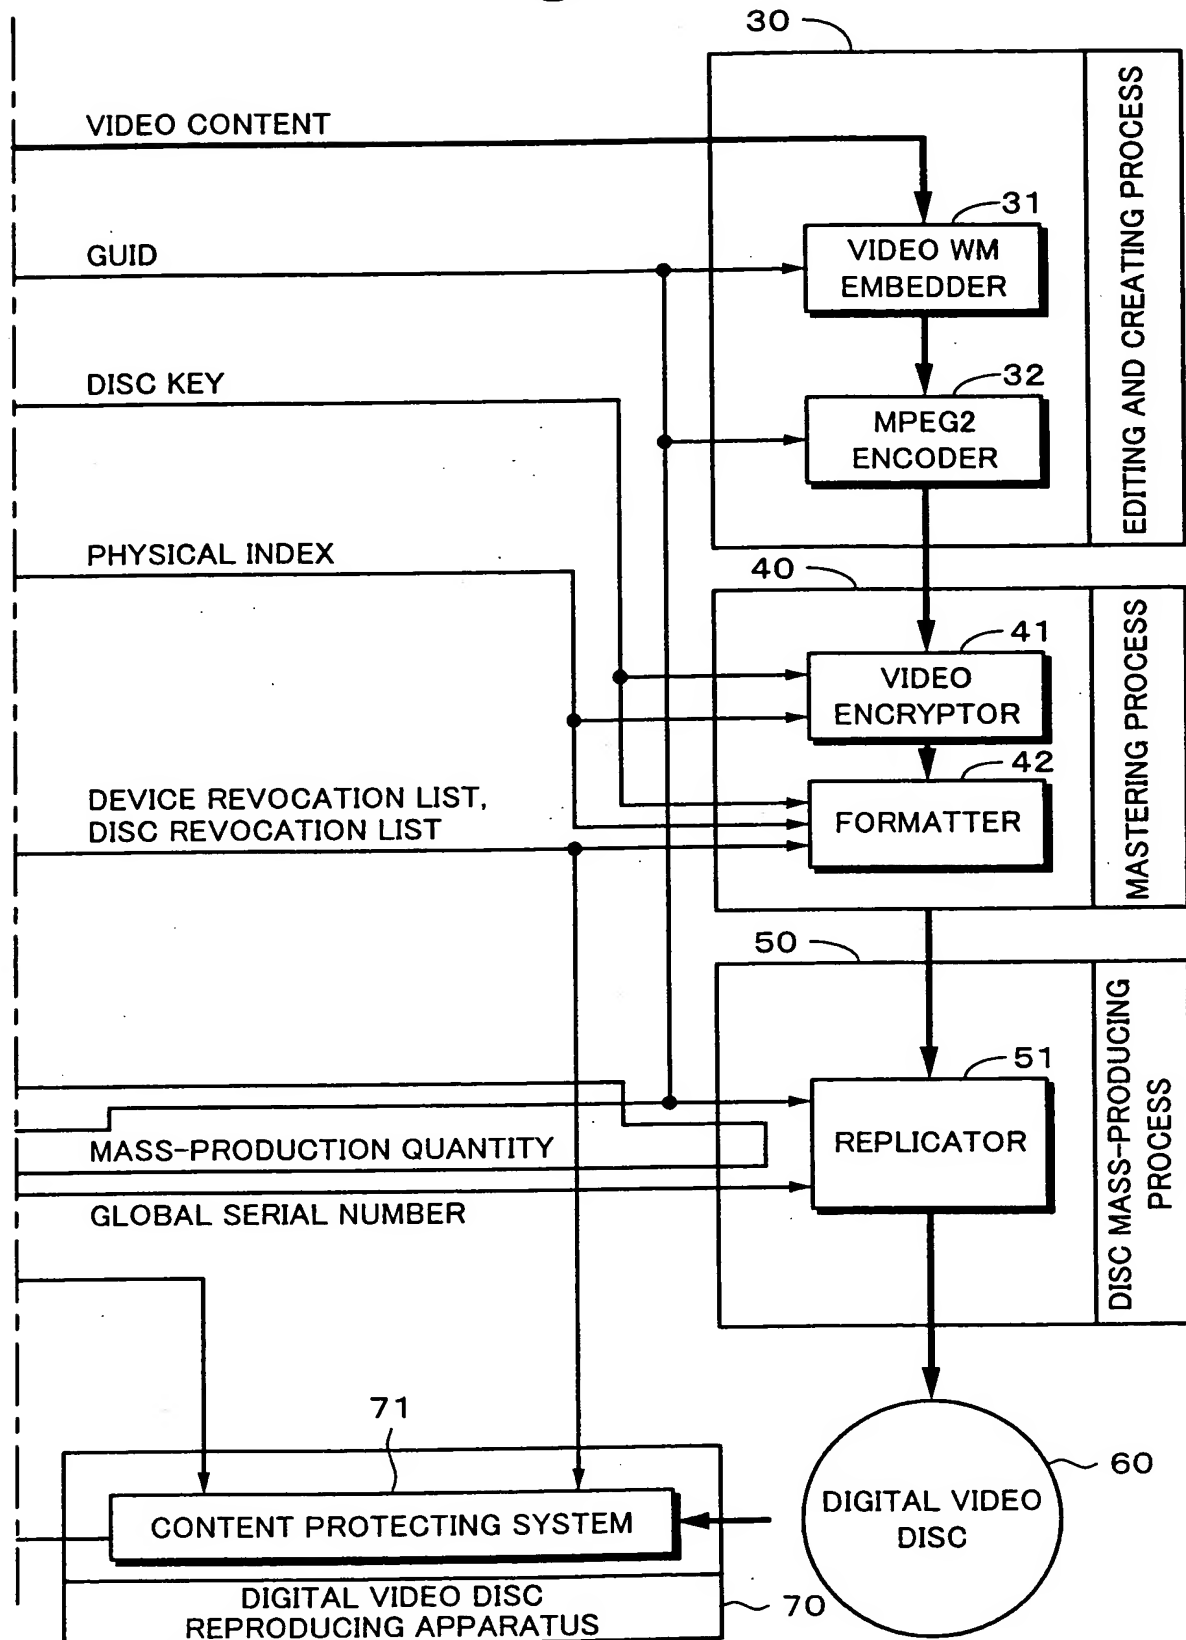 30
VIDEO CONTENT
31
GUID
VIDEO WM
EMBEDDER
DISC KEY
32
MPEG2
ENCODER
EDITING AND CREATING PROCESS
PHYSICAL INDEX
40
41
VIDEO
ENCRYPTOR
42
DEVICE REVOCATION LIST,
DISC REVOCATION LIST
FORMATTER
MASTERING PROCESS
50
51
MASS-PRODUCTION QUANTITY
REPLICATOR
GLOBAL SERIAL NUMBER
DISC MASS-PRODUCING
PROCESS
71
60
CONTENT PROTECTING SYSTEM
DIGITAL VIDEO
DISC
DIGITAL VIDEO DISC
REPRODUCING APPARATUS
70